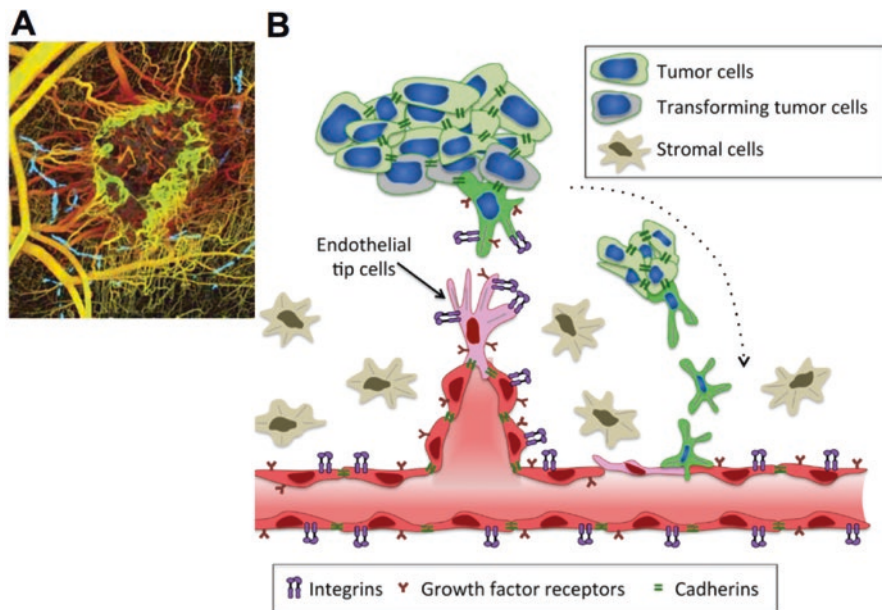 A
B
Tumor cells
Transforming tumor cells
Stromal cells
Endothelial
tip cells
Integrins
Growth factor receptors
Cadherins